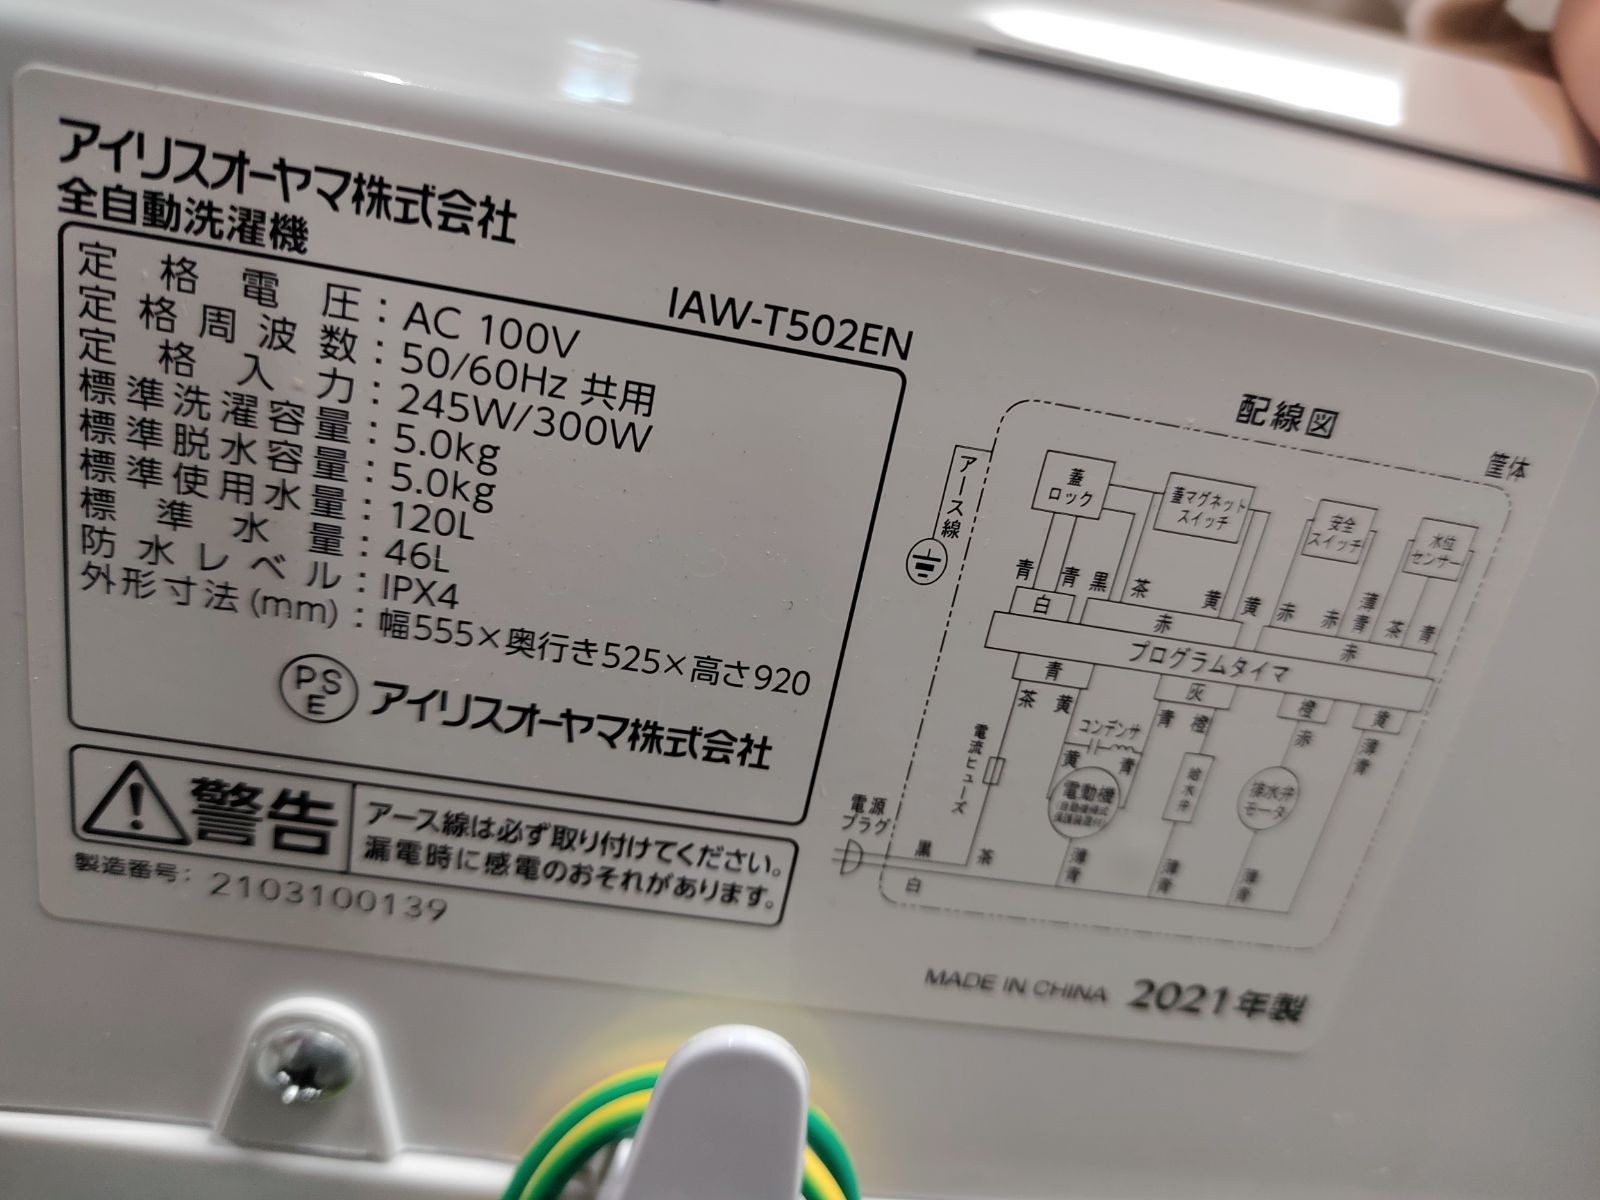 アイリスオーヤマ株式会社
全自動洗濯機
IAW-T502EN
定格電圧：AC 100V
定格周波数：50/60Hz 共用
定格入力：245W/300W
標準洗濯容量：5.0kg
標準脱水容量：5.0kg
標準使用水量：120L
標準水量：46L
防水レベル：IPX4
外形寸法(mm)：幅555×奥行き525×高さ920
PSE アイリスオーヤマ株式会社
警告
アース線は必ず取り付けてください。
漏電時に感電のおそれがあります。
製造番号: 2103100139
配線図
筐体
アース線
蓋
ロック
蓋マグネット
スイッチ
安全
スイッチ
水位
センサー
青 青 黒 茶 黄 黄 赤 赤 薄青 茶 青
白 赤 赤
プログラムタイマ
青 灰 橙 黄
茶 黄 青 橙 赤 薄青
コンデンサ
電流ヒューズ
黄 青
電動機
給水弁
排水弁
モータ
電源
プラグ
黒 茶 薄青 薄青 薄青
白
MADE IN CHINA 2021年製